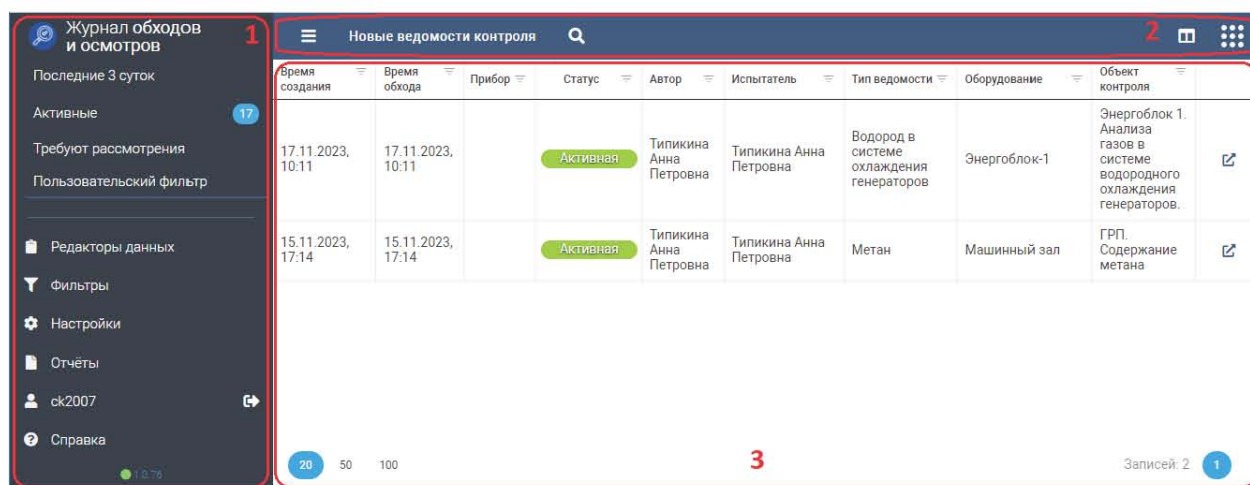 Журнал обходов
и осмотров
1
Последние 3 суток
Активные
17
Требуют рассмотрения
Пользовательский фильтр
Редакторы данных
Фильтры
Настройки
Отчёты
ck2007
Справка
1.0.76
Новые ведомости контроля
2
Время
создания
Время
обхода
Прибор
Статус
Автор
Испытатель
Тип ведомости
Оборудование
Объект
контроля
17.11.2023,
10:11
17.11.2023,
10:11
Активная
Типикина
Анна
Петровна
Типикина Анна
Петровна
Водород в
системе
охлаждения
генераторов
Энергоблок-1
Энергоблок 1.
Анализа
газов в
системе
водородного
охлаждения
генераторов.
15.11.2023,
17:14
15.11.2023,
17:14
Активная
Типикина
Анна
Петровна
Типикина Анна
Петровна
Метан
Машинный зал
ГРП.
Содержание
метана
20
50
100
3
Записей: 2
1